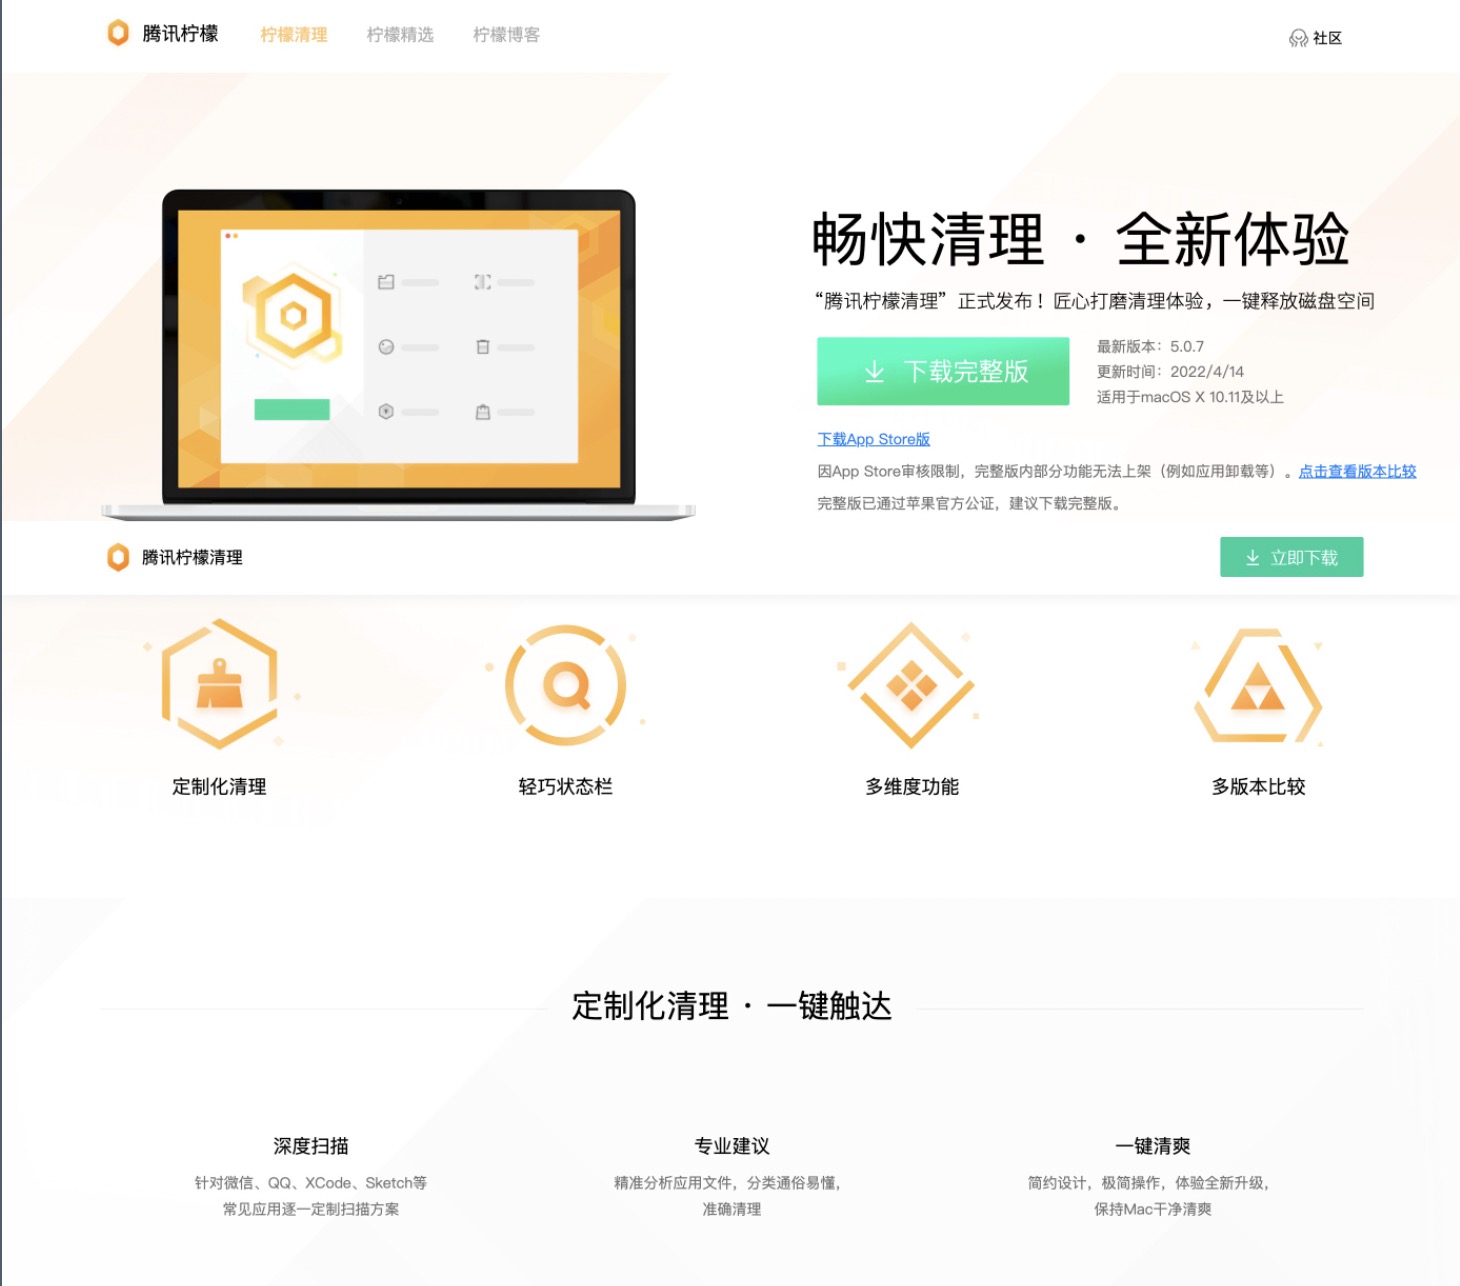 腾讯柠檬
柠檬清理
柠檬精选
柠檬博客
社区
畅快清理 · 全新体验
“腾讯柠檬清理”正式发布！匠心打磨清理体验，一键释放磁盘空间
下载完整版
最新版本：5.0.7
更新时间：2022/4/14
适用于macOS X 10.11及以上
下载App Store版
因App Store审核限制，完整版内部分功能无法上架（例如应用卸载等）。点击查看版本比较
完整版已通过苹果官方公证，建议下载完整版。
腾讯柠檬清理
立即下载
定制化清理
轻巧状态栏
多维度功能
多版本比较
定制化清理 · 一键触达
深度扫描
针对微信、QQ、XCode、Sketch等
常见应用逐一定制扫描方案
专业建议
精准分析应用文件，分类通俗易懂，
准确清理
一键清爽
简约设计，极简操作，体验全新升级，
保持Mac干净清爽